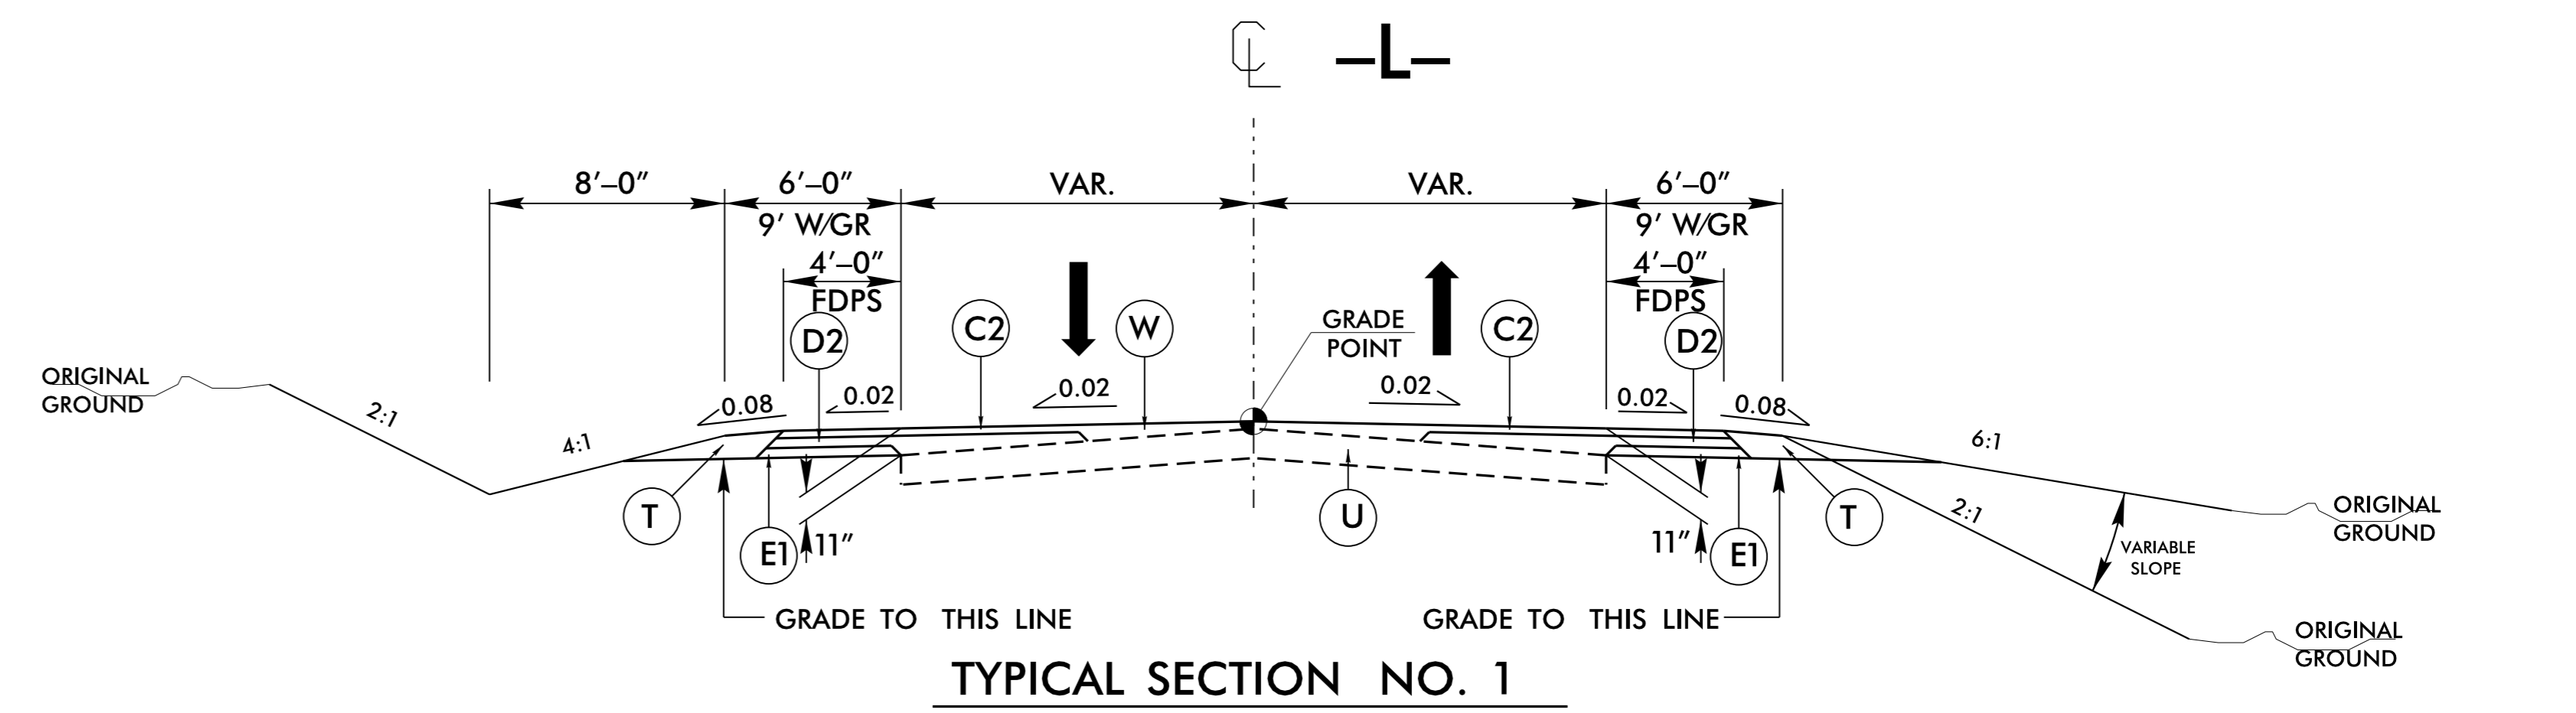 ℄ –L–
8'–0" 6'–0" VAR. VAR. 6'–0"
9' W/GR 9' W/GR
4'–0" 4'–0"
FDPS FDPS
D2 C2 W GRADE POINT C2 D2
ORIGINAL GROUND
2:1 4:1 0.08 0.02 0.02 0.02 0.02 0.08 6:1
2:1
T E1 11" U 11" E1 T
ORIGINAL GROUND
VARIABLE SLOPE
GRADE TO THIS LINE GRADE TO THIS LINE
ORIGINAL GROUND
TYPICAL SECTION NO. 1